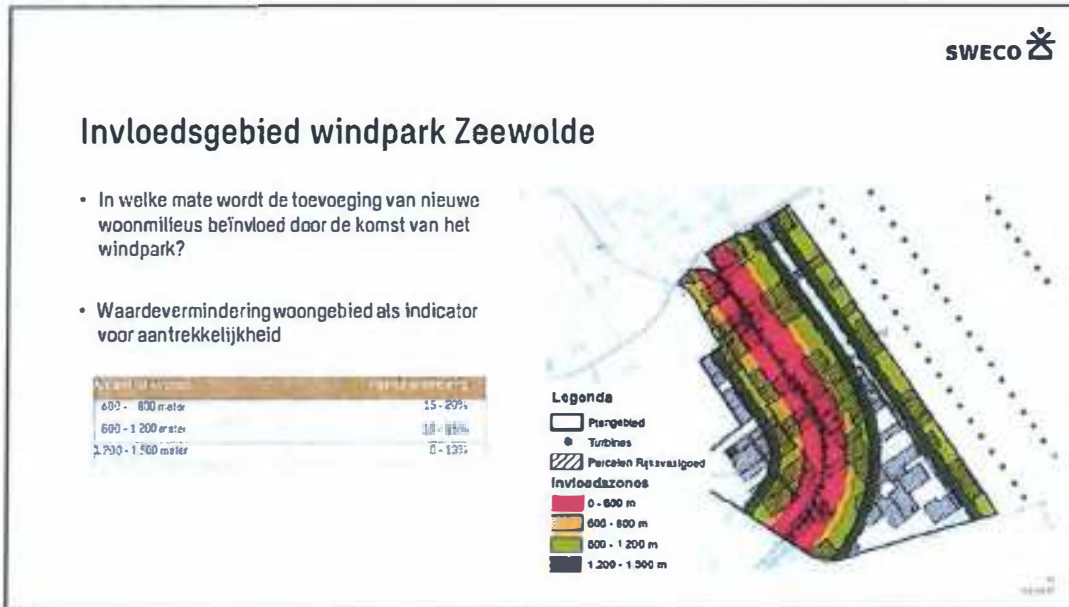 SWECO
Invloedsgebied windpark Zeewolde
• In welke mate wordt de toevoeging van nieuwe
woonmilieus beïnvloed door de komst van het
windpark?
• Waardevermindering woongebied als indicator
voor aantrekkelijkheid
600 - 800 meter 15 - 20%
600 - 1 200 meter
1.200 - 1 500 meter 0 - 10%
Legenda
Plangebied
Turbines
Percelen Rijksvastgoed
Invloedszones
0 - 600 m
600 - 800 m
800 - 1 200 m
1.200 - 1 500 m